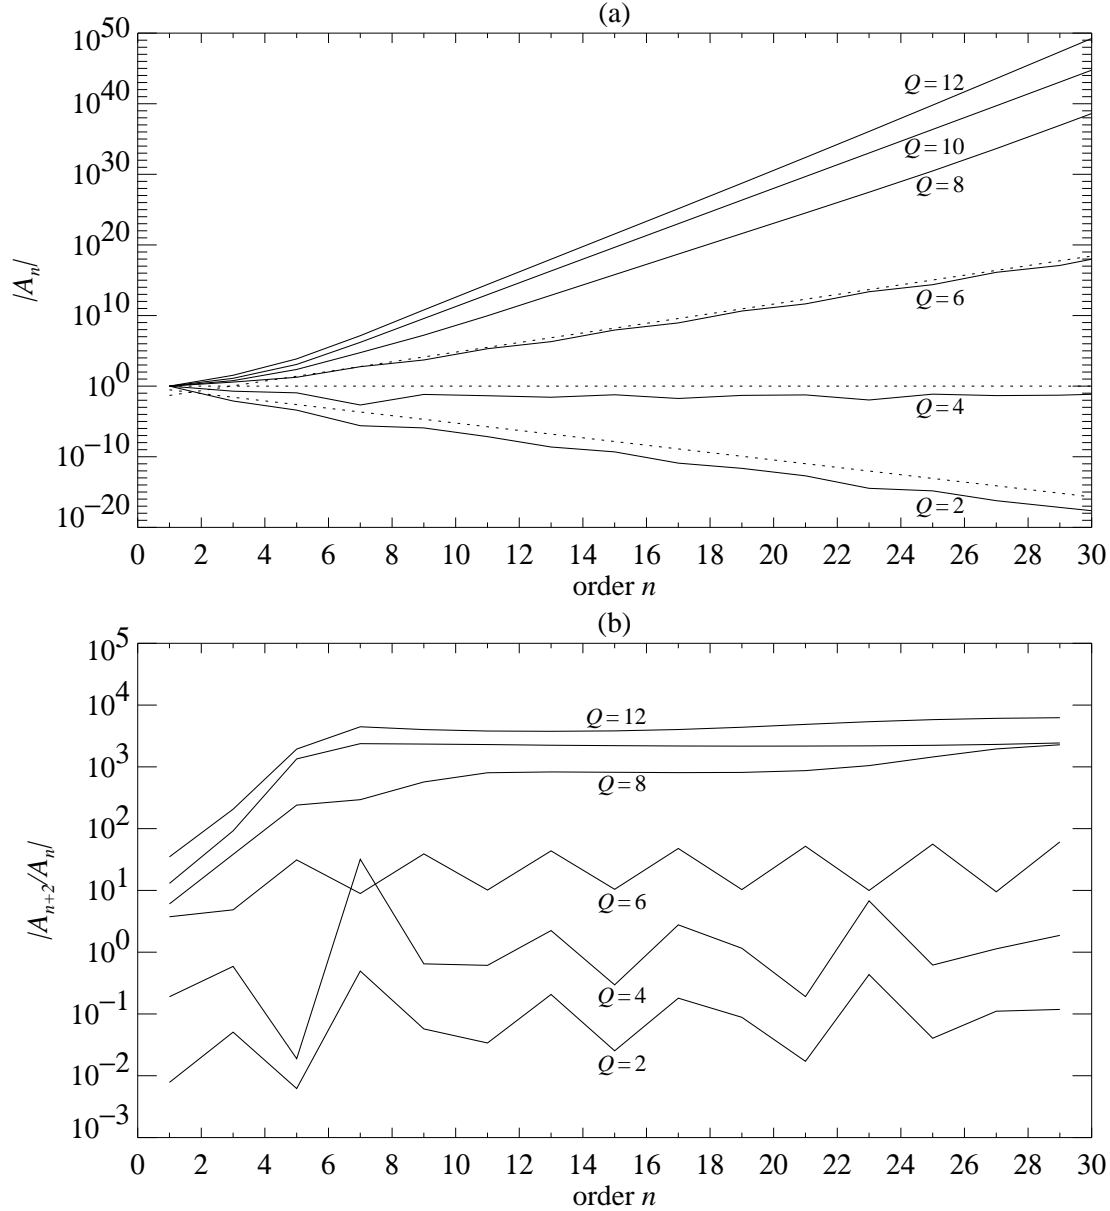 (a)
10^50
10^40
10^30
10^20
10^10
10^0
10^−10
10^−20
|A_n|
Q = 12
Q = 10
Q = 8
Q = 6
Q = 4
Q = 2
0 2 4 6 8 10 12 14 16 18 20 22 24 26 28 30
order n
(b)
10^5
10^4
10^3
10^2
10^1
10^0
10^−1
10^−2
10^−3
|A_{n+2}/A_n|
Q = 12
Q = 8
Q = 6
Q = 4
Q = 2
0 2 4 6 8 10 12 14 16 18 20 22 24 26 28 30
order n